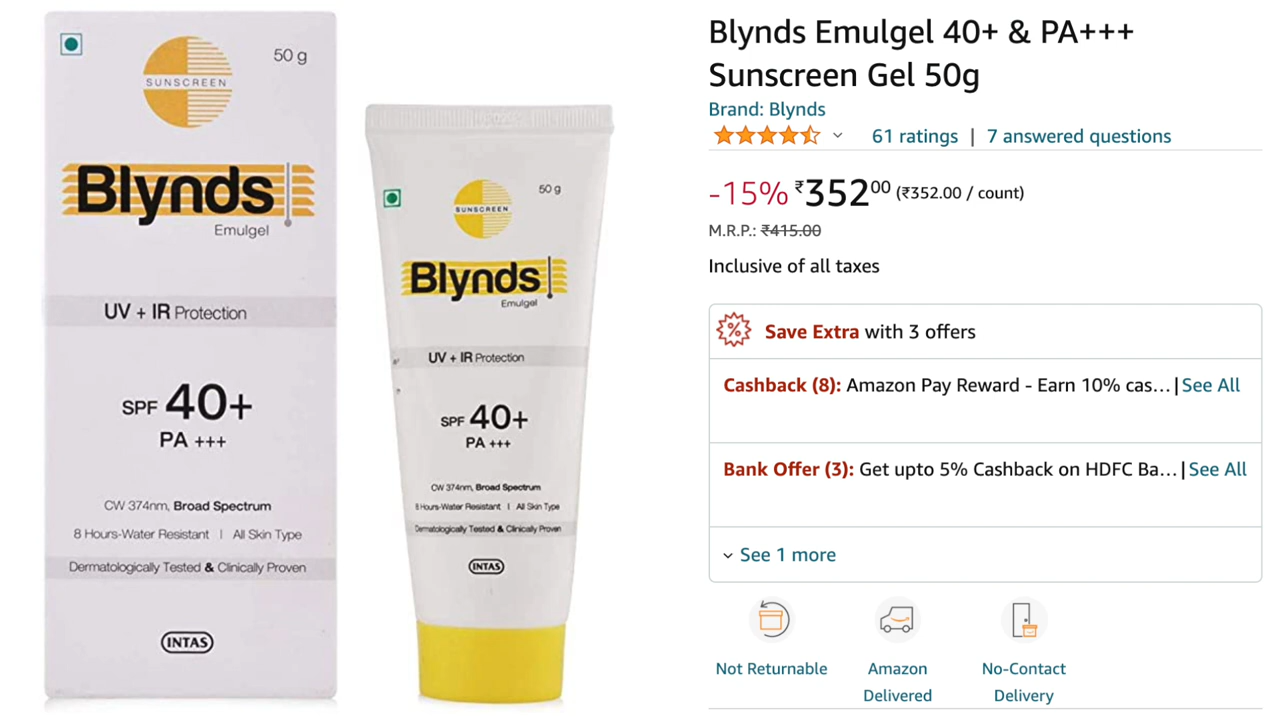 50 g
SUNSCREEN
Blynds
Emulgel
UV + IR Protection
SPF 40+
PA +++
CW 374nm, Broad Spectrum
8 Hours-Water Resistant | All Skin Type
Dermatologically Tested & Clinically Proven
INTAS
50 g
SUNSCREEN
Blynds
Emulgel
UV + IR Protection
SPF 40+
PA +++
CW 374nm, Broad Spectrum
8 Hours-Water Resistant | All Skin Type
Dermatologically Tested & Clinically Proven
INTAS
Blynds Emulgel 40+ & PA+++
Sunscreen Gel 50g
Brand: Blynds
61 ratings | 7 answered questions
-15% ₹35200 (₹352.00 / count)
M.R.P.: ₹415.00
Inclusive of all taxes
Save Extra with 3 offers
Cashback (8): Amazon Pay Reward - Earn 10% cas… | See All
Bank Offer (3): Get upto 5% Cashback on HDFC Ba… | See All
See 1 more
Not Returnable
Amazon
Delivered
No-Contact
Delivery